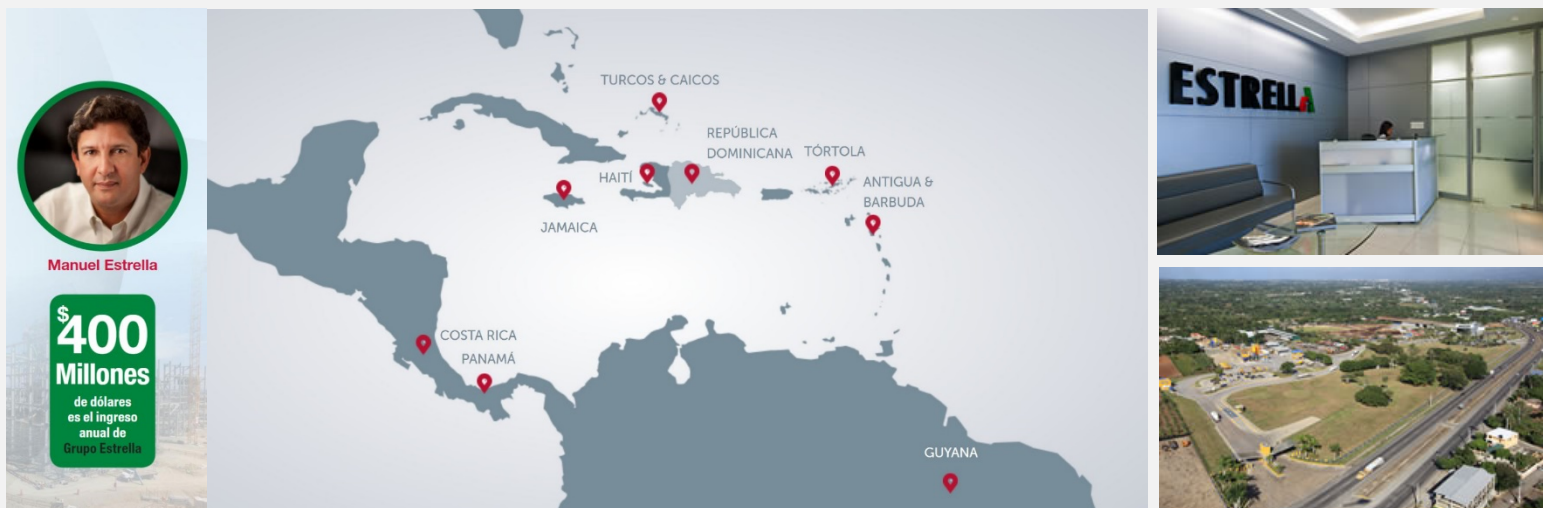 Manuel Estrella
$400
Millones
de dólares
es el ingreso
anual de
Grupo Estrella
TURCOS & CAICOS
REPÚBLICA
DOMINICANA
TÓRTOLA
HAITÍ
ANTIGUA &
BARBUDA
JAMAICA
COSTA RICA
PANAMÁ
GUYANA
ESTRELLA